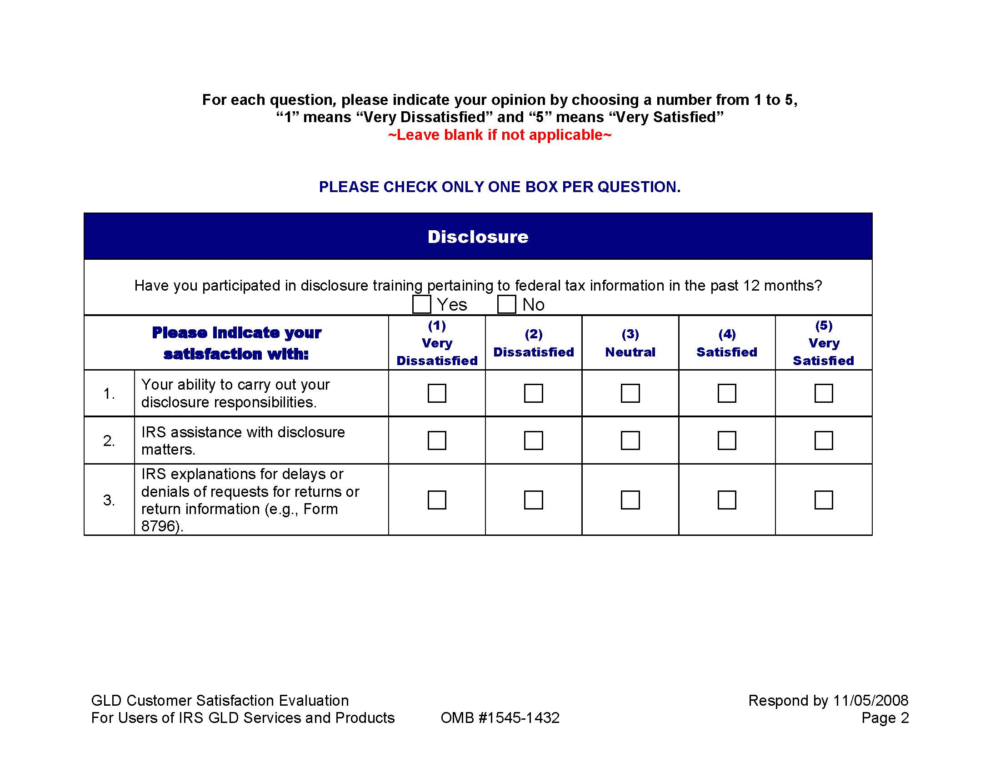 For each question, please indicate your opinion by choosing a number from 1 to 5,
“1” means “Very Dissatisfied” and “5” means “Very Satisfied”
~Leave blank if not applicable~
PLEASE CHECK ONLY ONE BOX PER QUESTION.
Disclosure
Have you participated in disclosure training pertaining to federal tax information in the past 12 months?
Yes No
Please Indicate your
satisfaction with:
(1)
Very
Dissatisfied
(2)
Dissatisfied
(3)
Neutral
(4)
Satisfied
(5)
Very
Satisfied
1.
Your ability to carry out your
disclosure responsibilities.
2.
IRS assistance with disclosure
matters.
3.
IRS explanations for delays or
denials of requests for returns or
return information (e.g., Form
8796).
GLD Customer Satisfaction Evaluation
Respond by 11/05/2008
For Users of IRS GLD Services and Products
OMB #1545-1432
Page 2